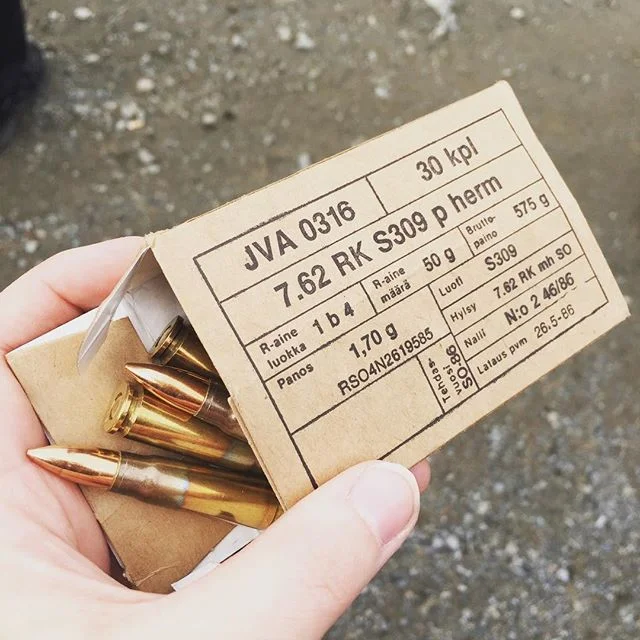 JVA 0316
30 kpl
7.62 RK S309 p herm
R-aine luokka 1 b 4
R-aine määrä 50 g
Brutto-paino 575 g
Panos 1,70 g
RSO4N2619585
Luoti S309
Hylsy 7.62 RK mh SO
Nalli N:o 2 46/86
Lataus pvm 26.5-86
SO-86